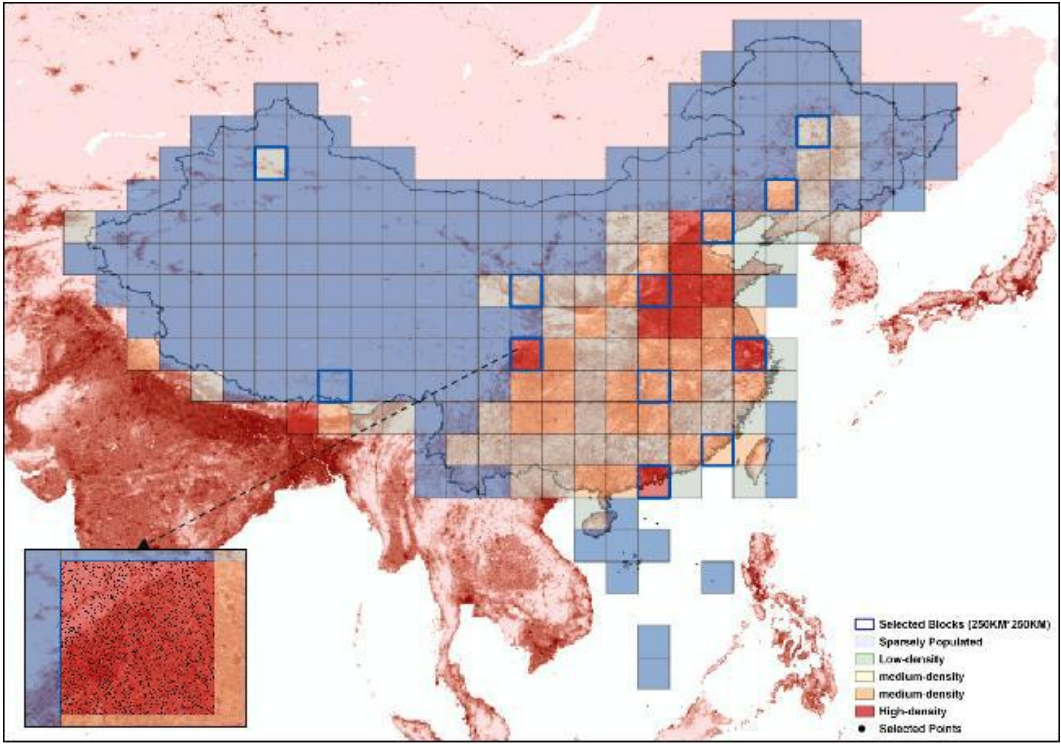 Selected Blocks (250KM*250KM)
Sparsely Populated
Low-density
medium-density
medium-density
High-density
Selected Points